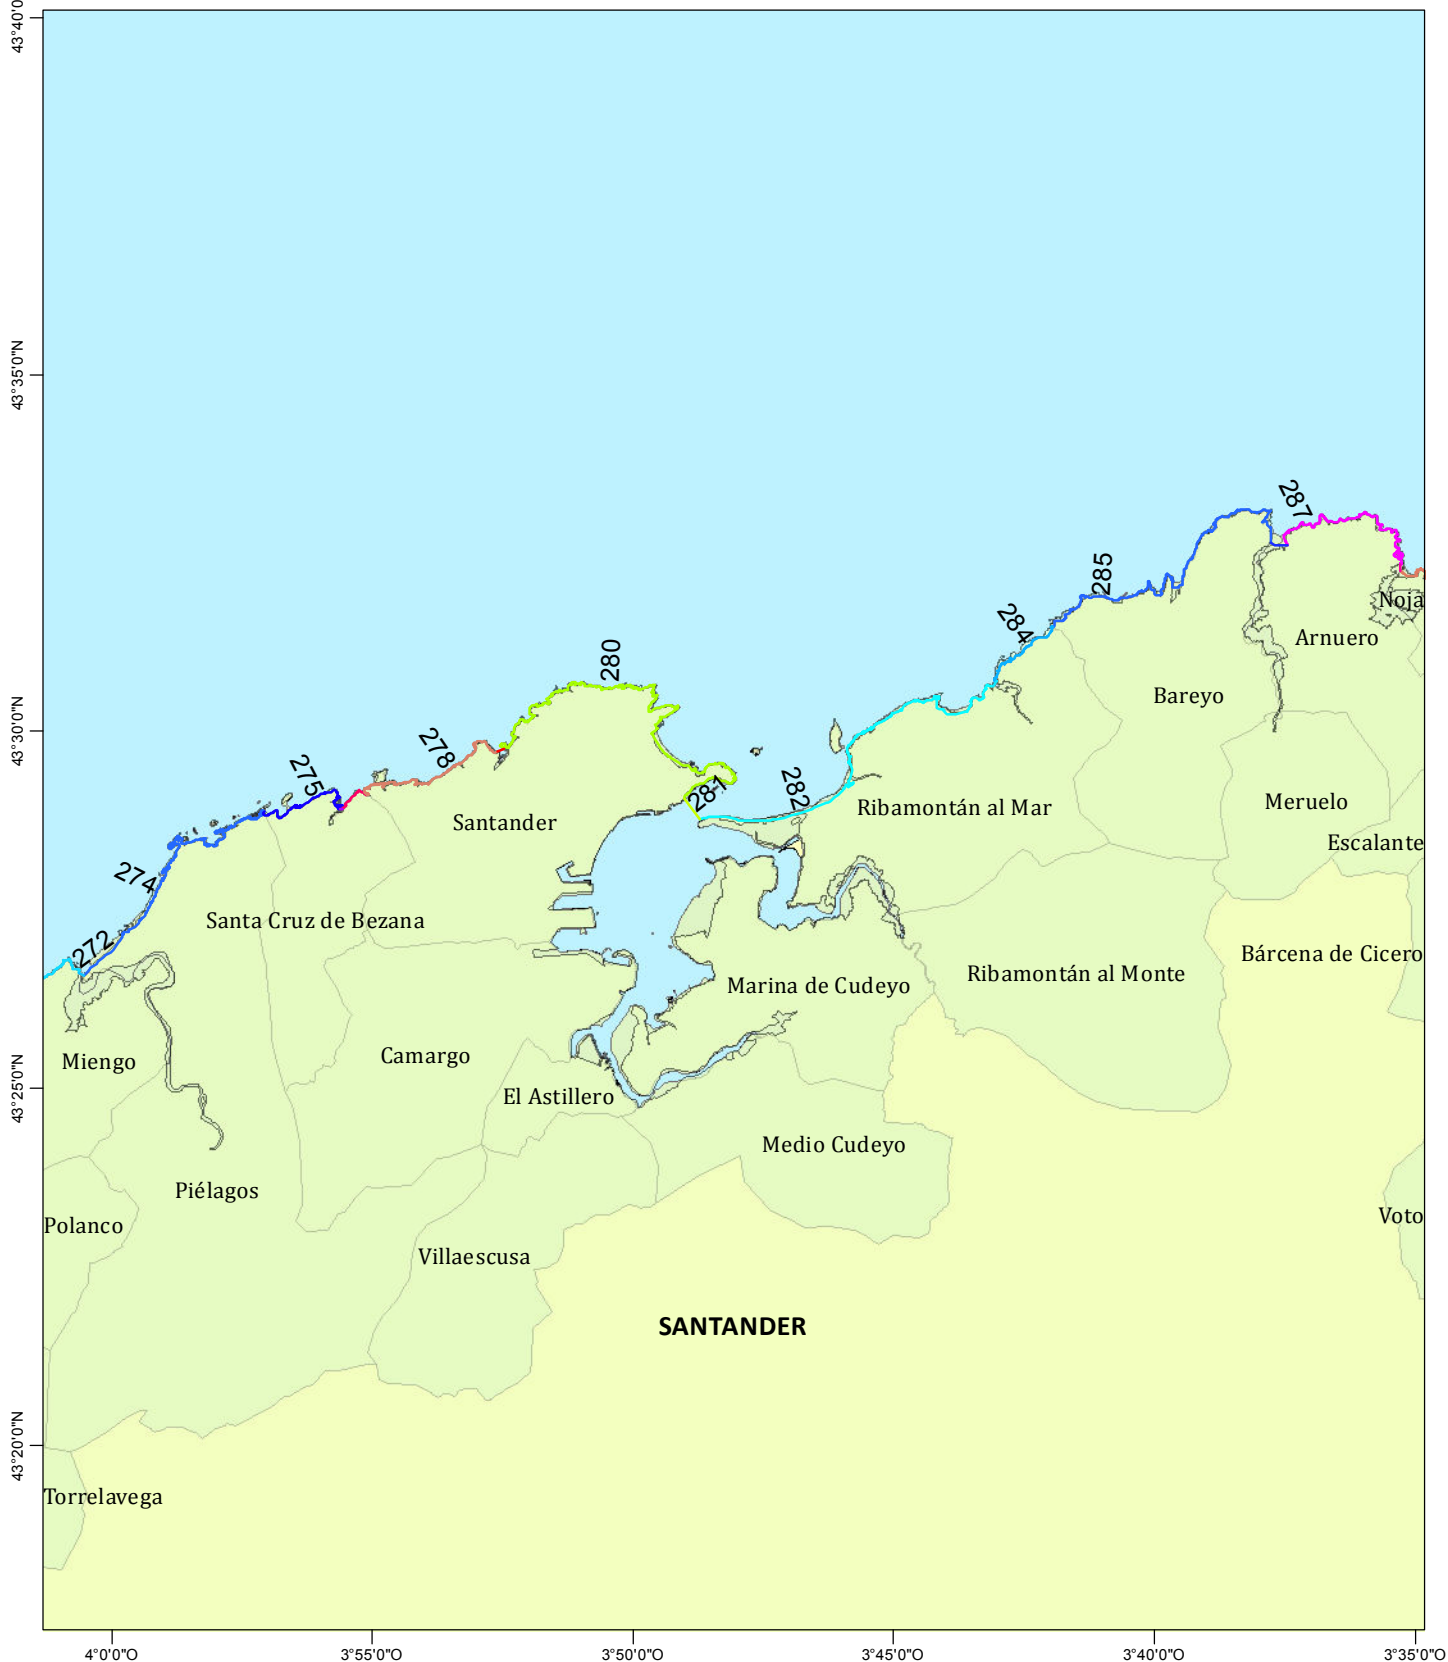 43°40'0
43°35'0"N
287
285
Noja
284
Arnuero
280
Bareyo
43°30'0"N
278
275
28-1
282
Meruelo
Ribamontán al Mar
Santander
Escalante
274
Santa Cruz de Bezana
272
Bárcena de Cicero
Ribamontán al Monte
Marina de Cudeyo
Camargo
Miengo
43°25'0"N
El Astillero
Medio Cudeyo
Piélagos
Voto
Polanco
Villaescusa
SANTANDER
43°20'0"N
Torrelavega
4°0'0"O
3°55'0"O
3°50'0"O
3°45'0"O
3°40'0"O
3°35'0"O